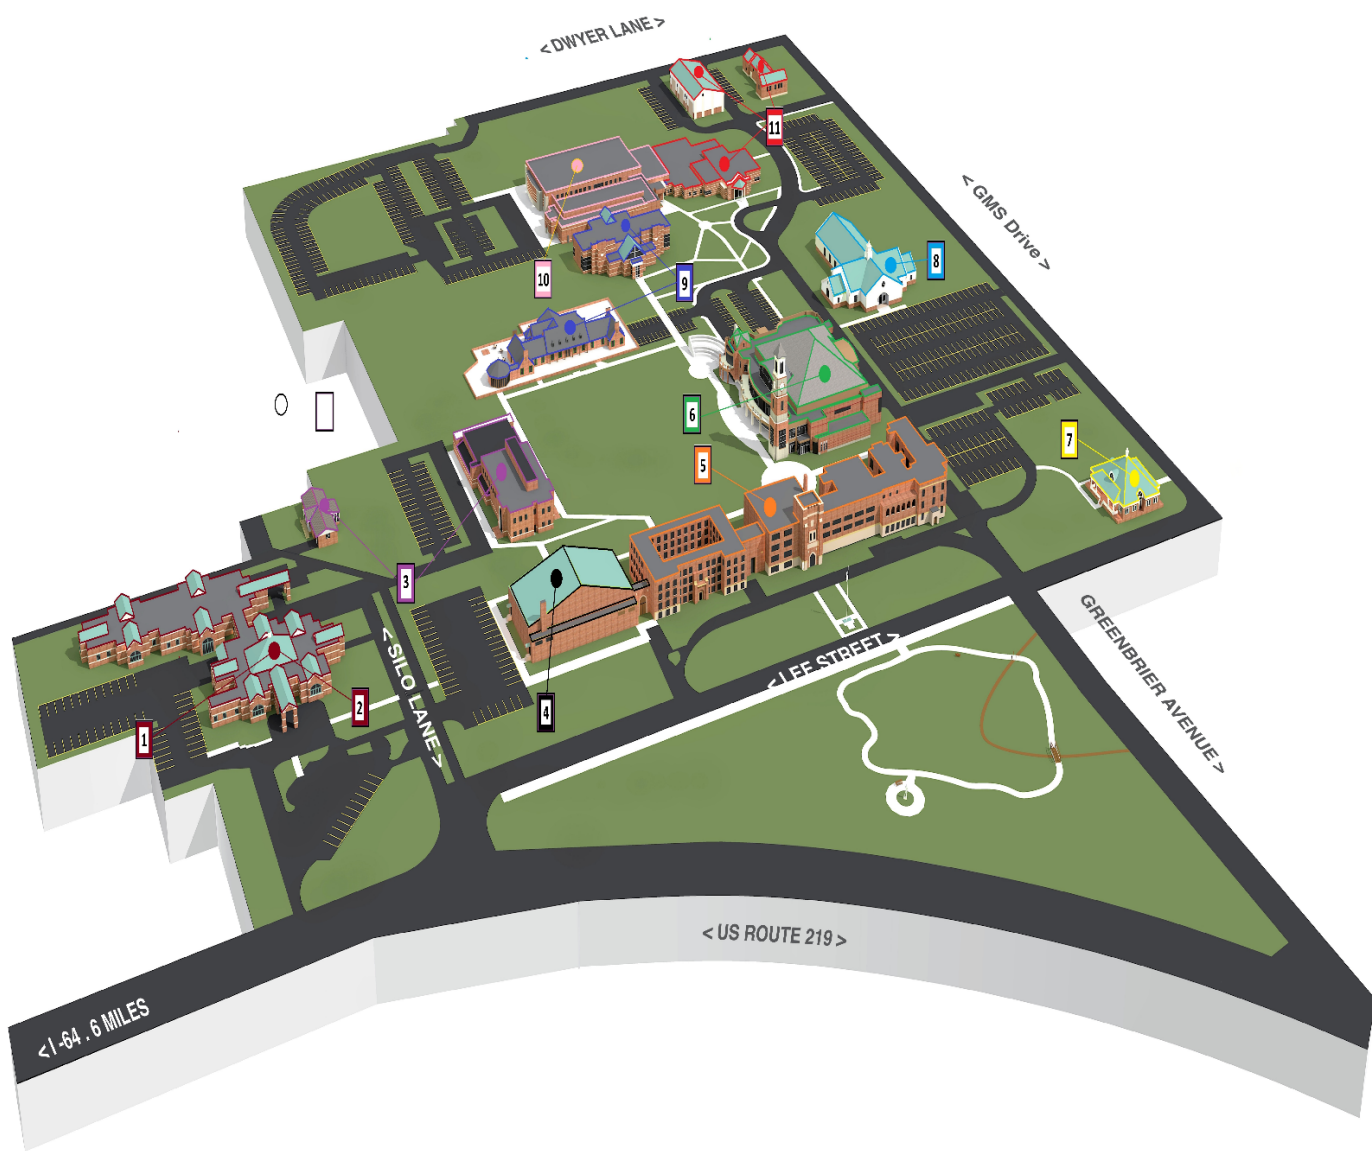 < DWYER LANE >
11
< GMS Drive >
8
10
9
6
7
5
3
GREENBRIER AVENUE >
< SILO LANE >
< LEE STREET >
2
4
1
< US ROUTE 219 >
< I-64 . 6 MILES